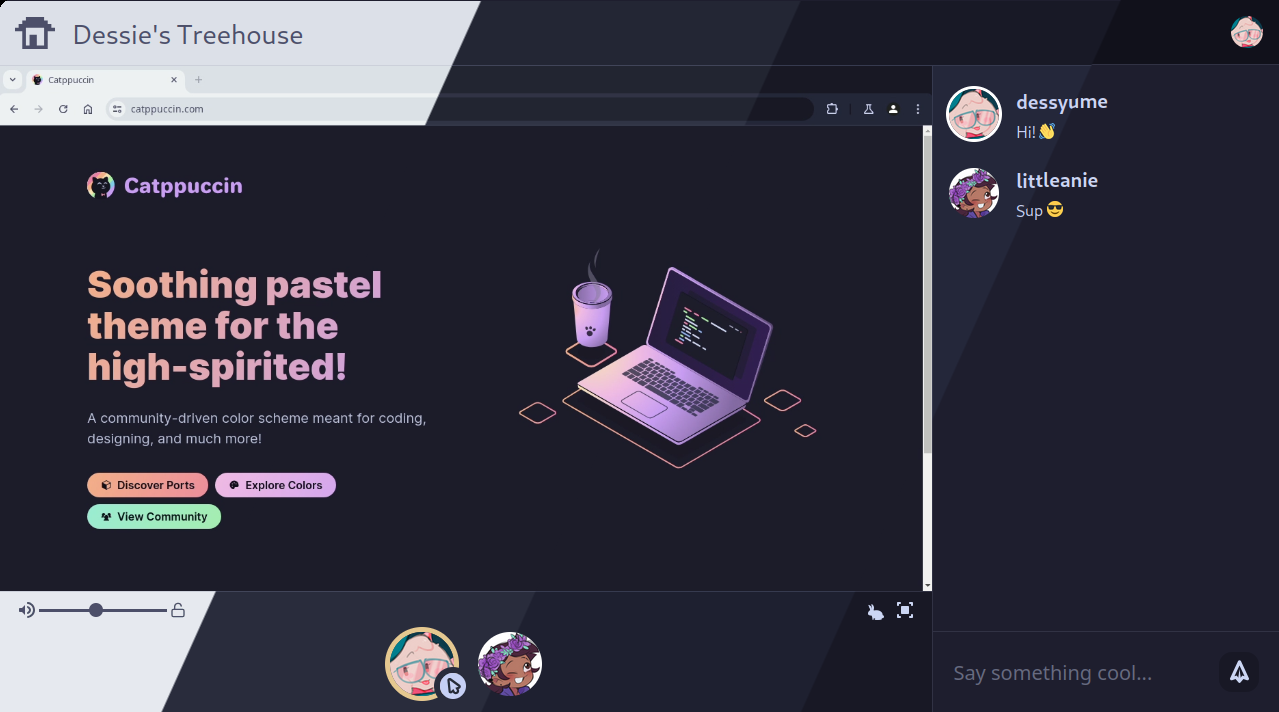 Dessie's Treehouse
Catppuccin
catppuccin.com
Catppuccin
Soothing pastel
theme for the
high-spirited!
A community-driven color scheme meant for coding,
designing, and much more!
Discover Ports
Explore Colors
View Community
dessyume
Hi! 👋
littleanie
Sup 😎
Say something cool...